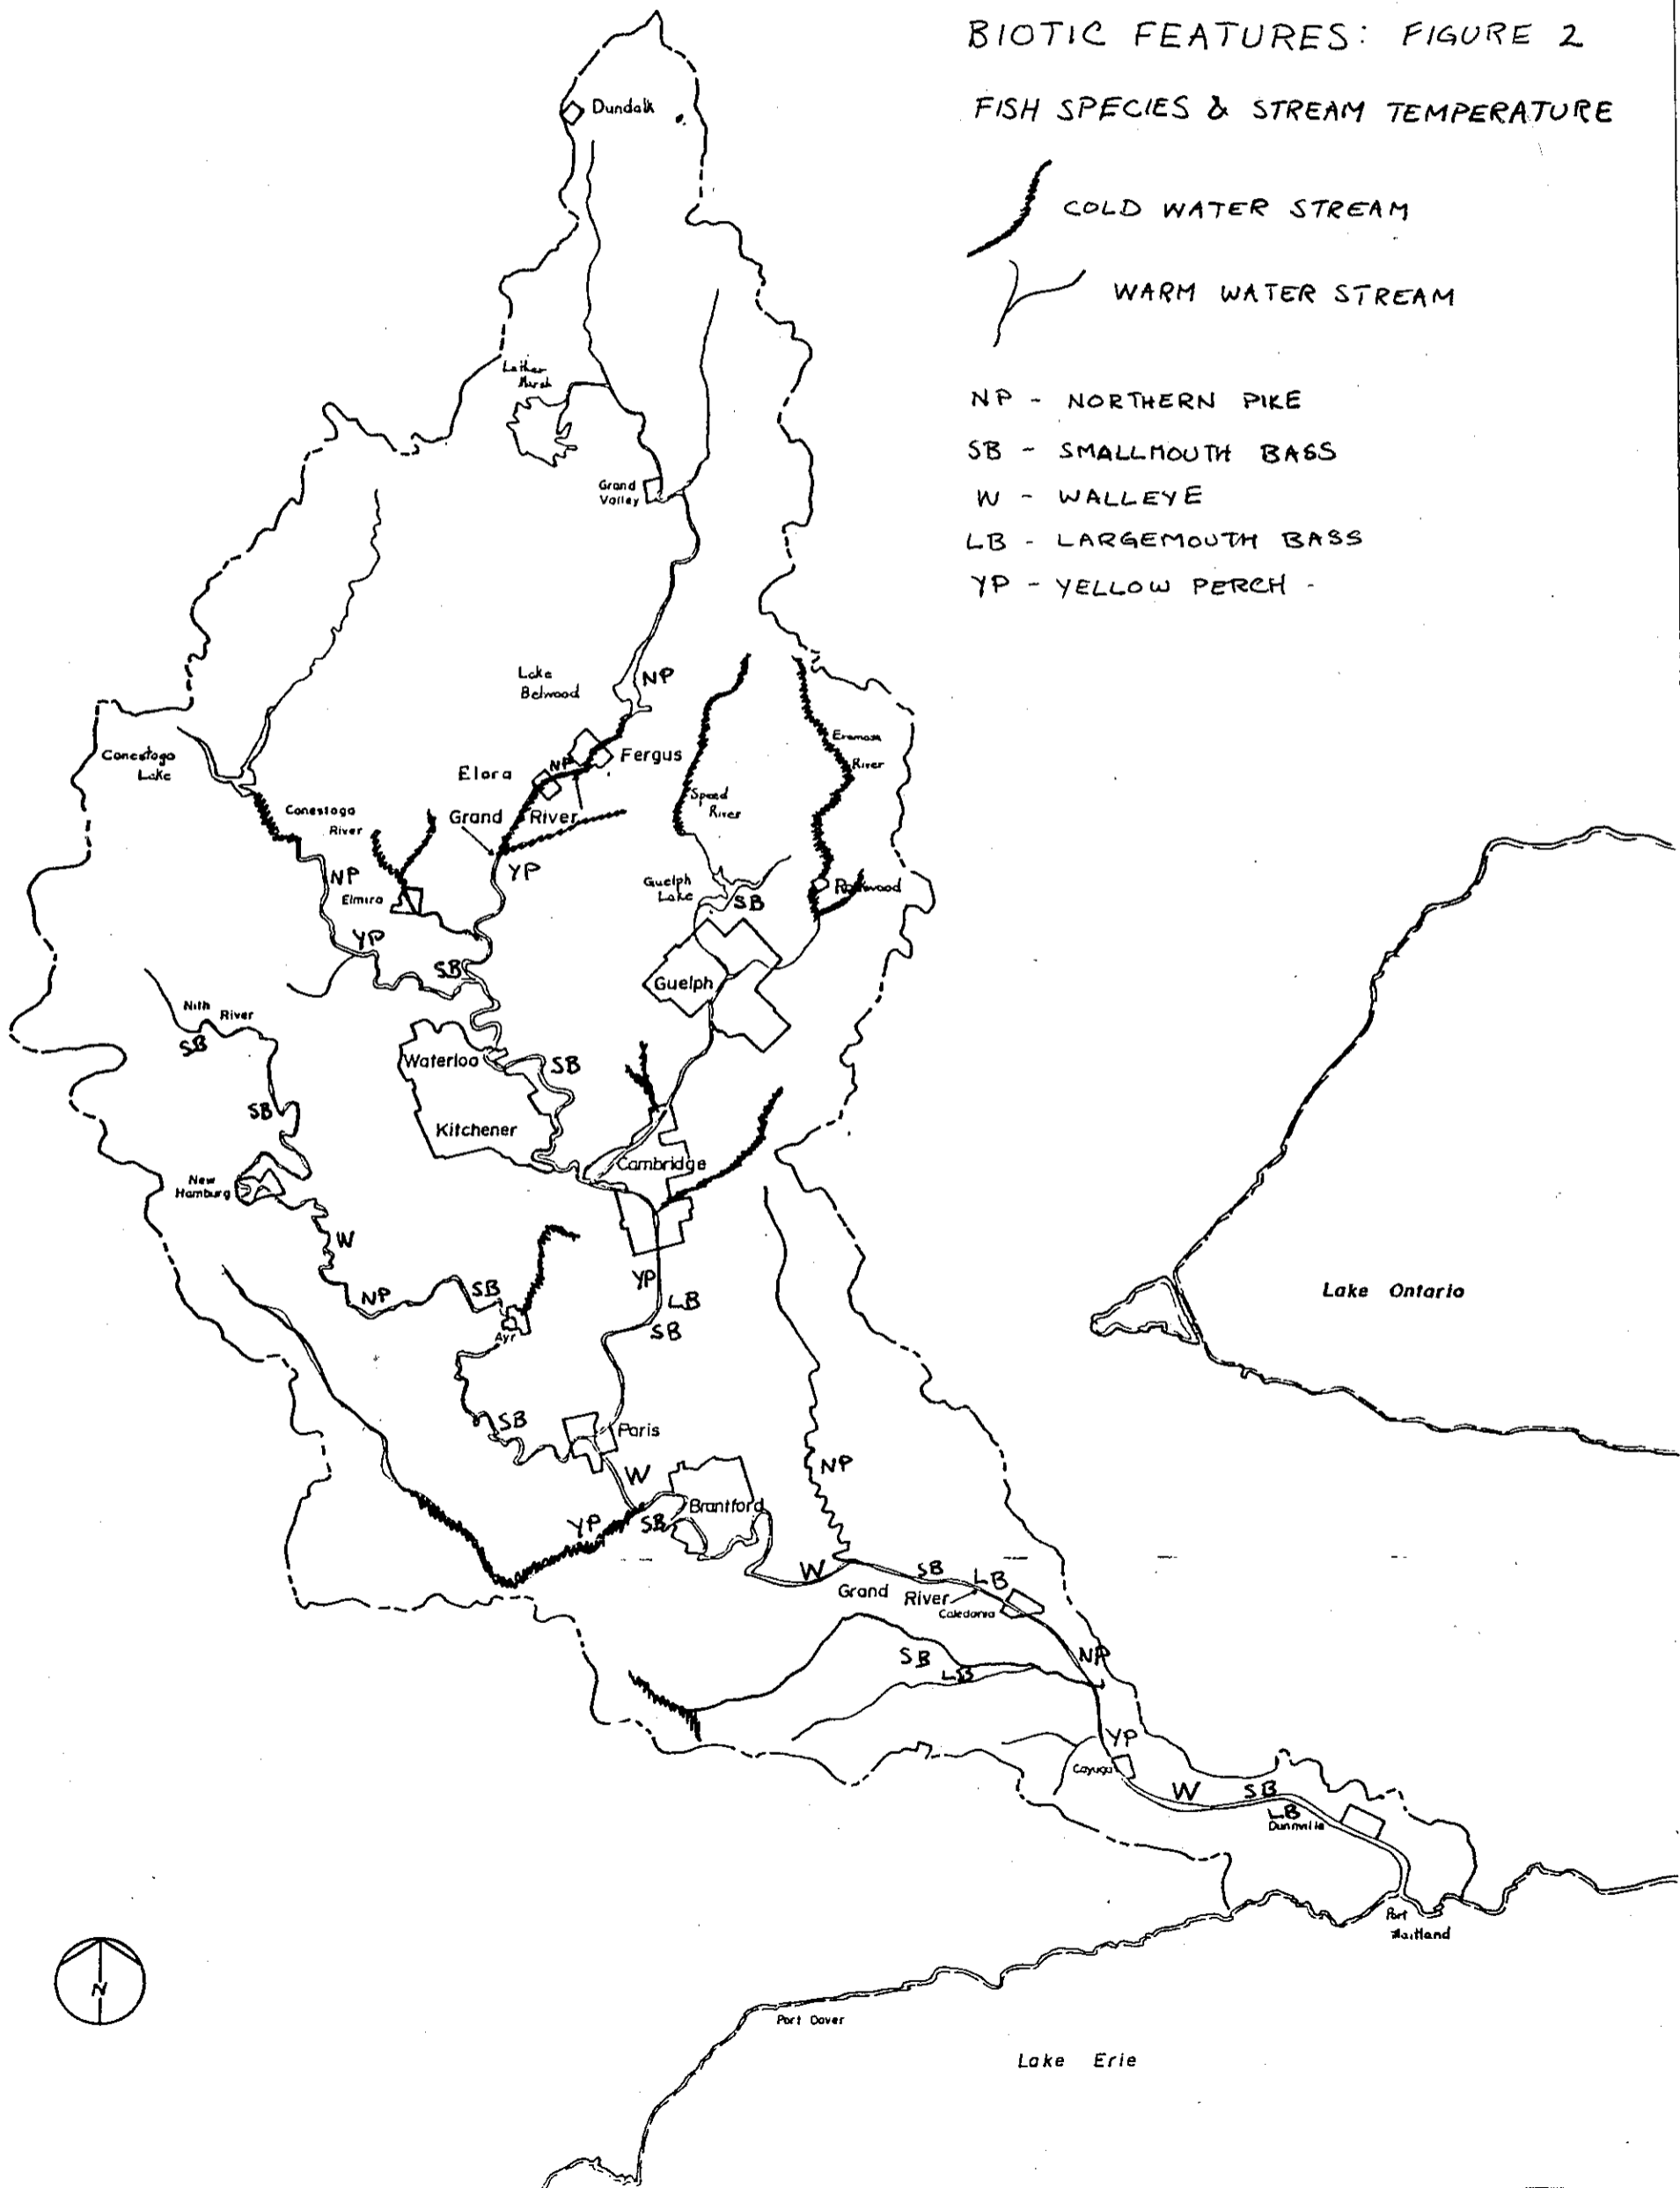 BIOTIC FEATURES: FIGURE 2
FISH SPECIES & STREAM TEMPERATURE
COLD WATER STREAM
WARM WATER STREAM
NP - NORTHERN PIKE
SB - SMALLMOUTH BASS
W - WALLEYE
LB - LARGEMOUTH BASS
YP - YELLOW PERCH -
Dundalk
Luther
Marsh
Grand
Valley
Lake
Belwood
NP
Conestogo
Lake
Elora
NP
Fergus
Eramosa
River
Conestogo
River
Grand River
Speed
River
NP
YP
Elmira
Guelph
Lake
SB
Rockwood
YP
SB
Guelph
Nith River
SB
Waterloo
SB
SB
Kitchener
Cambridge
New
Hamburg
W
NP
SB
YP
LB
SB
Ayr
Lake Ontario
SB
Paris
W
NP
YP
SB
Brantford
W
SB
LB
Grand River
Caledonia
SB
LB
NP
YP
Cayuga
W
SB
LB
Dunnville
Port
Maitland
N
Port Dover
Lake Erie